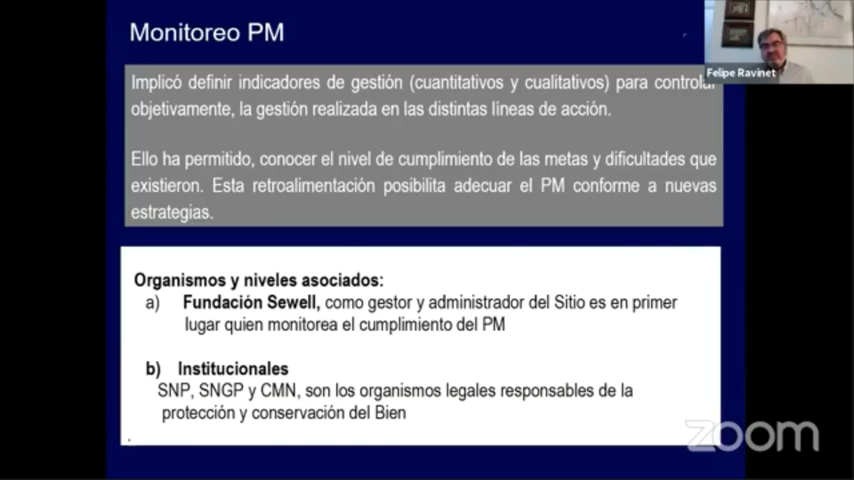 Monitoreo PM
Felipe Ravinet
Implicó definir indicadores de gestión (cuantitativos y cualitativos) para controlar
objetivamente, la gestión realizada en las distintas líneas de acción.
Ello ha permitido, conocer el nivel de cumplimiento de las metas y dificultades que
existieron. Esta retroalimentación posibilita adecuar el PM conforme a nuevas
estrategias.
Organismos y niveles asociados:
a) Fundación Sewell, como gestor y administrador del Sitio es en primer
lugar quien monitorea el cumplimiento del PM
b) Institucionales
SNP, SNGP y CMN, son los organismos legales responsables de la
protección y conservación del Bien
.
zoom